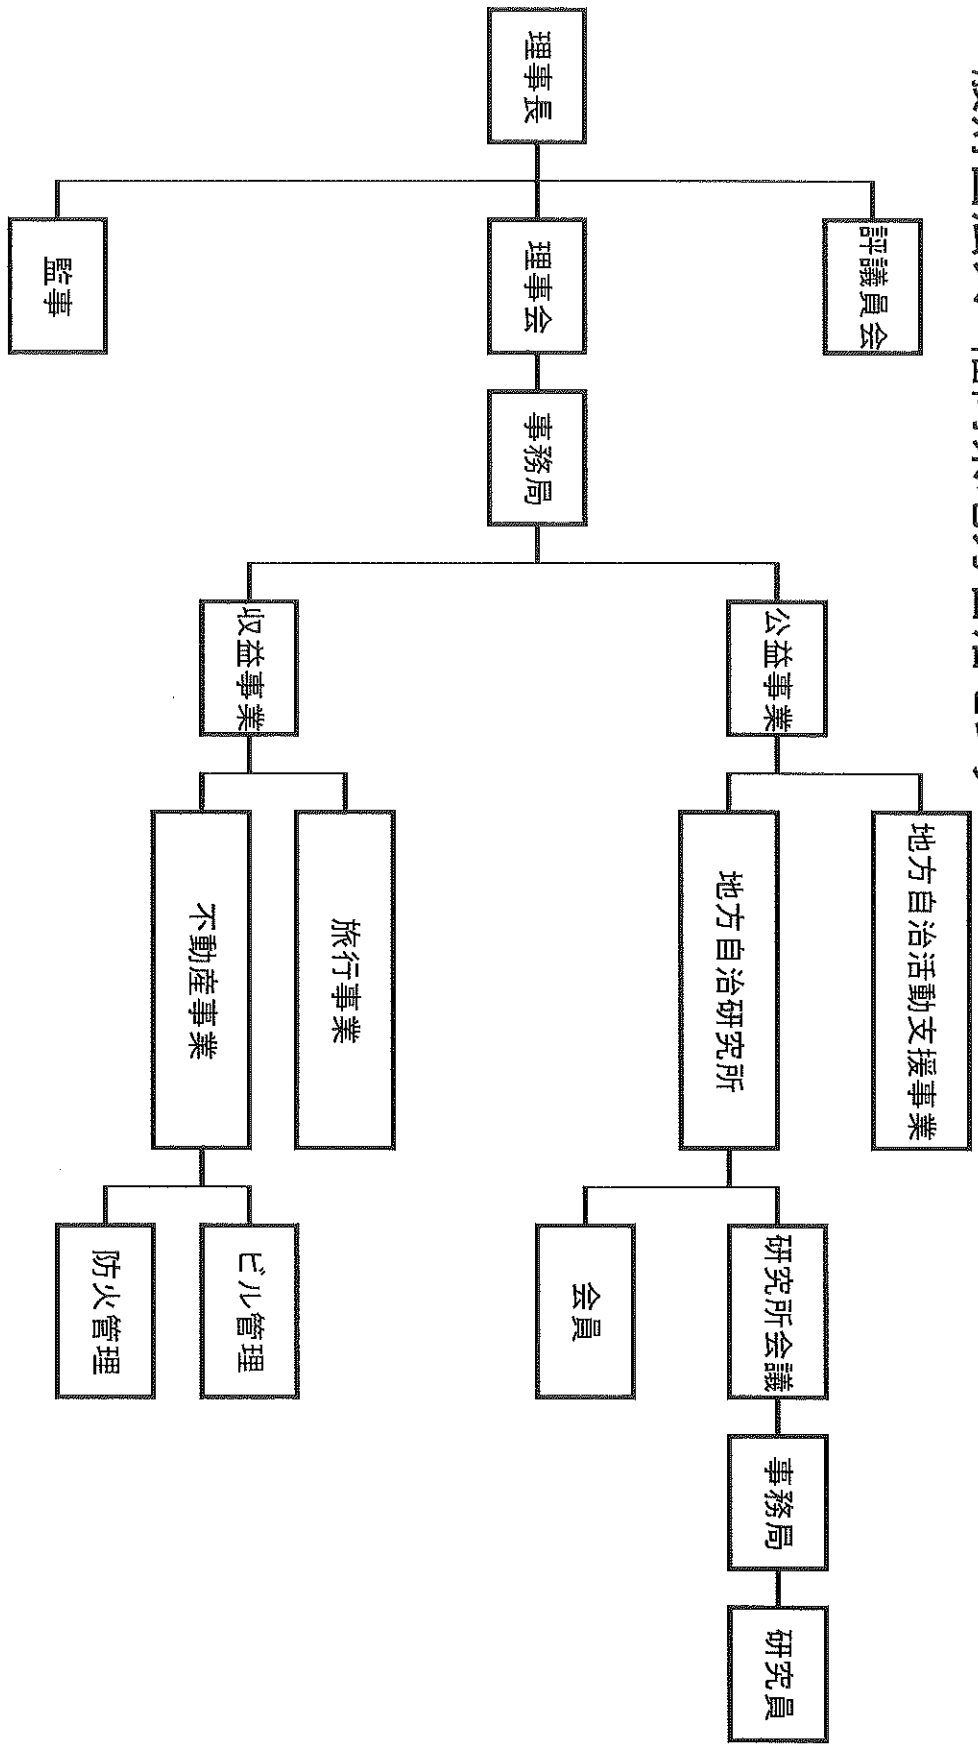 理事長
評議員会
理事会
監事
事務局
公益事業
収益事業
地方自治活動支援事業
地方自治研究所
旅行事業
不動産事業
研究所会議
会員
ビル管理
防火管理
事務局
研究員